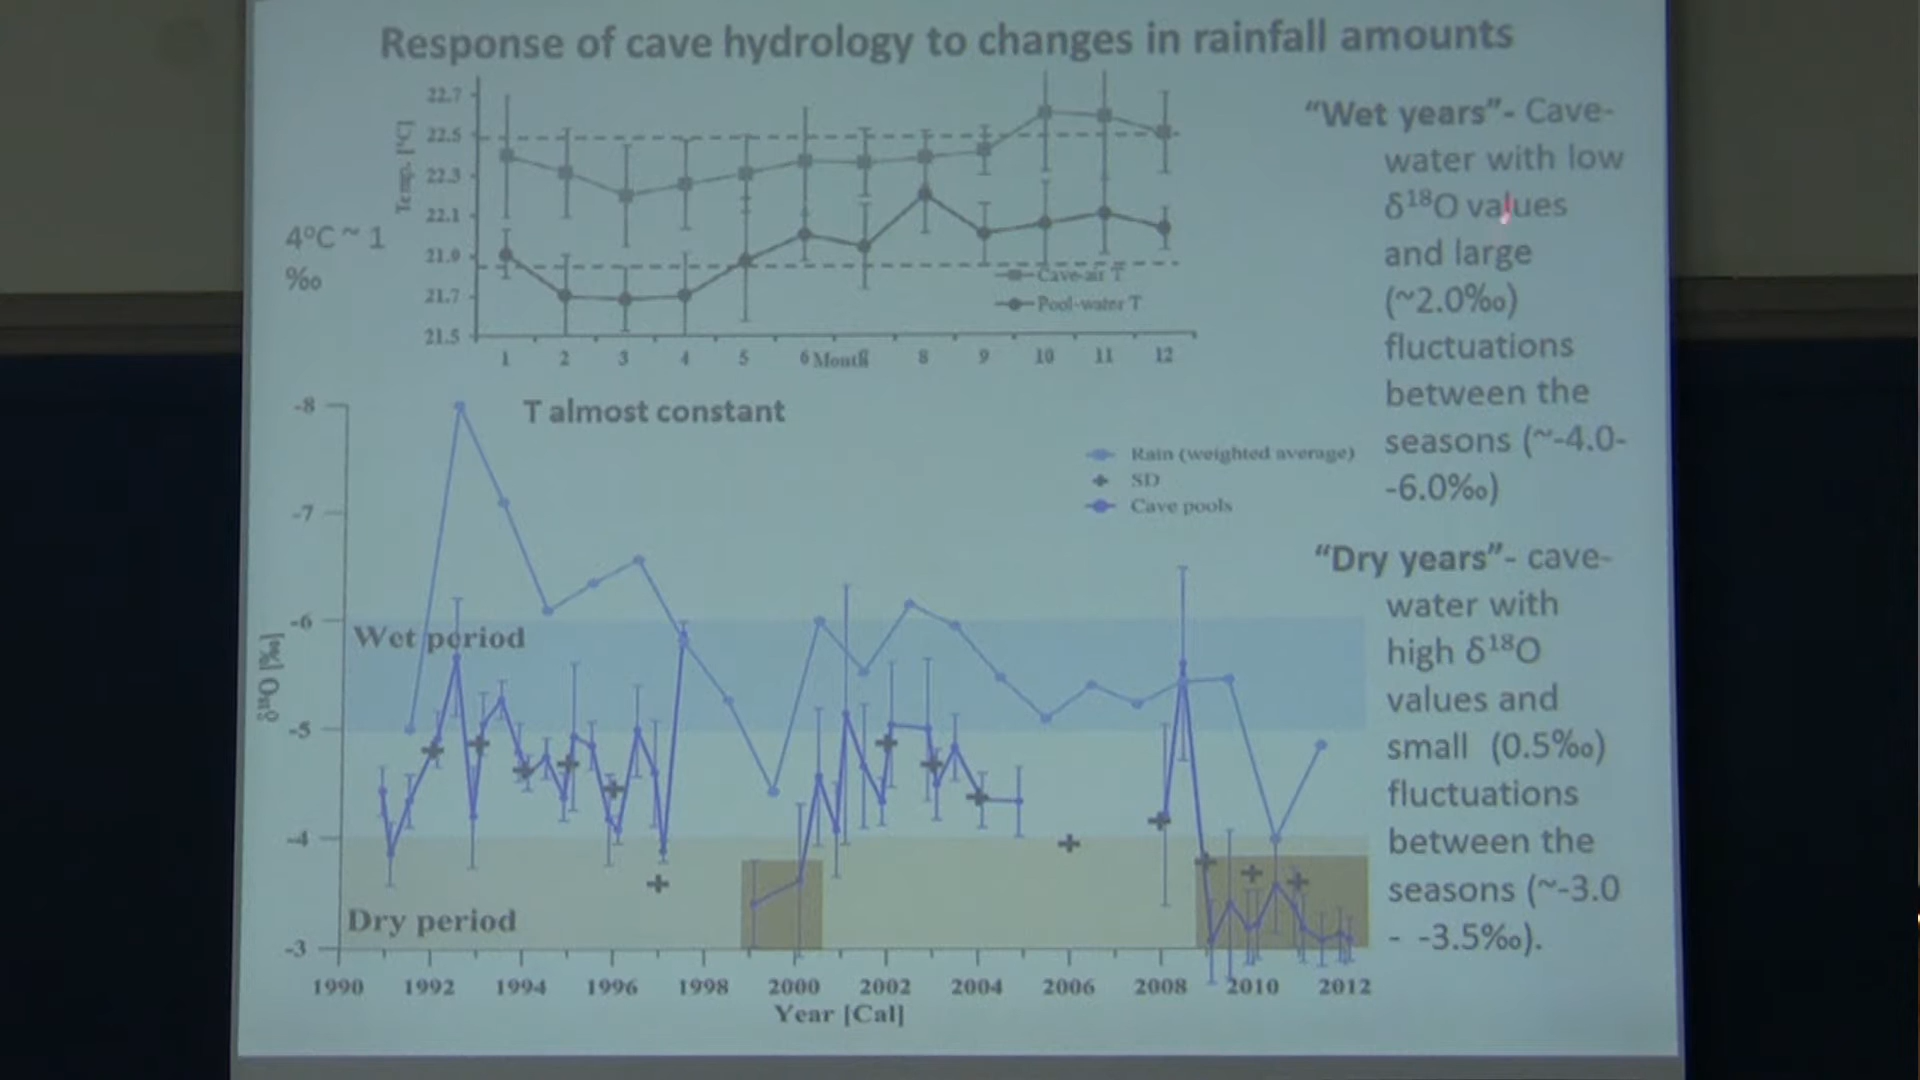 Response of cave hydrology to changes in rainfall amounts
22.7
22.5
22.3
22.1
21.9
21.7
21.5
Temp. [°C]
4°C ~ 1
‰
Cave-air T
Pool-water T
1 2 3 4 5 6 Month 8 9 10 11 12
T almost constant
-8
-7
-6
-5
-4
-3
δ¹⁸O [‰]
Rain (weighted average)
SD
Cave pools
Wet period
Dry period
1990 1992 1994 1996 1998 2000 2002 2004 2006 2008 2010 2012
Year [Cal]
“Wet years”- Cave-
water with low
δ¹⁸O values
and large
(~2.0‰)
fluctuations
between the
seasons (~-4.0-
-6.0‰)
“Dry years”- cave-
water with
high δ¹⁸O
values and
small (0.5‰)
fluctuations
between the
seasons (~-3.0
- -3.5‰).